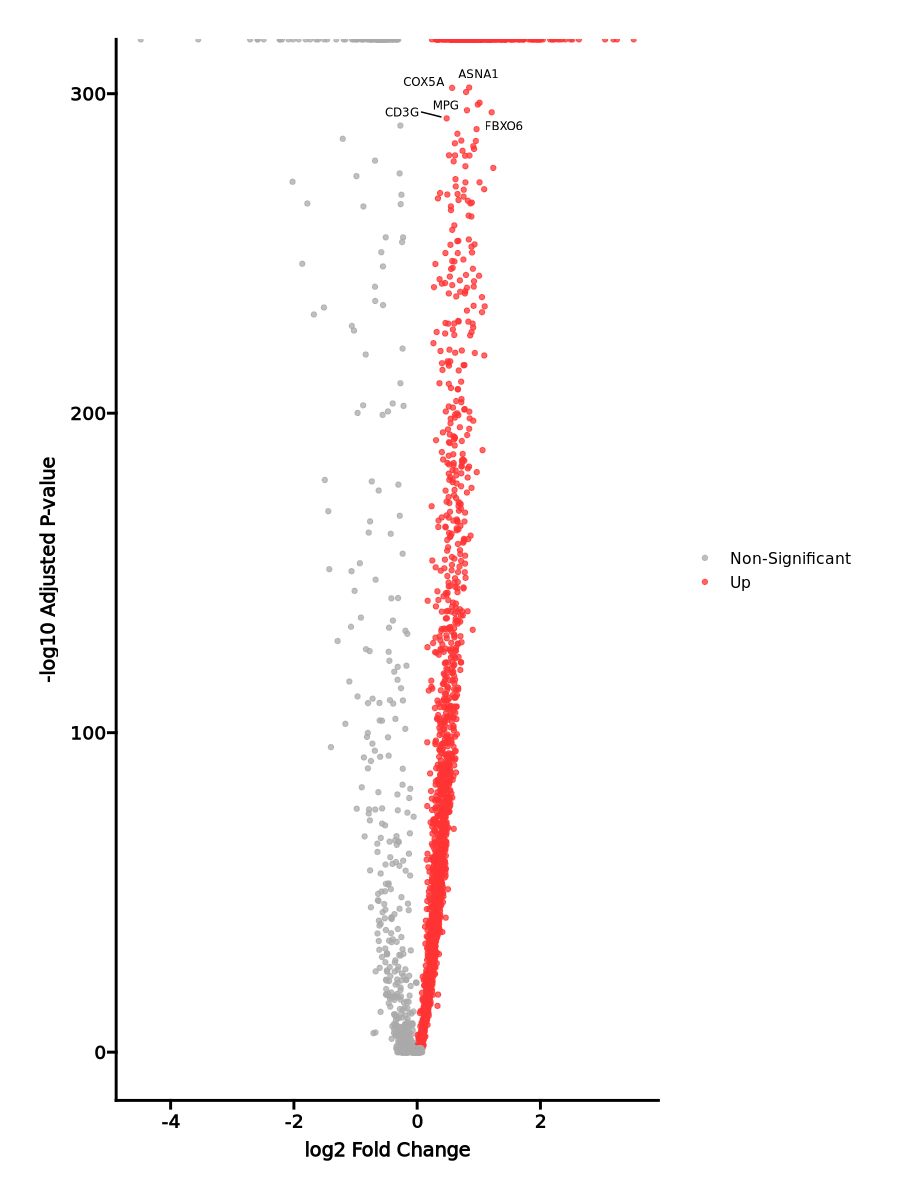 ASNA1
COX5A
MPG
CD3G
FBXO6
300
200
100
0
-log10 Adjusted P-value
-4
-2
0
2
log2 Fold Change
Non-Significant
Up